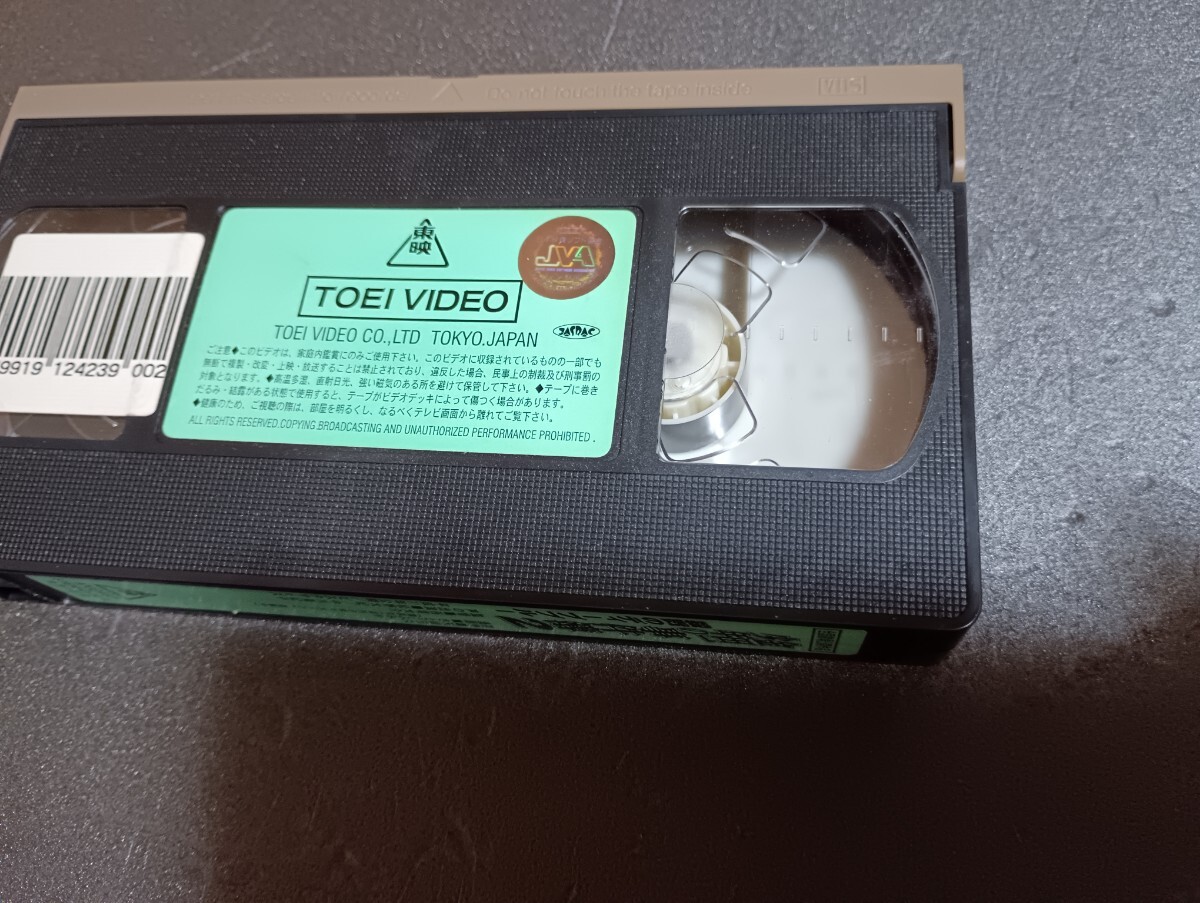 Do not touch the tape inside
VHS
東映
JVA
TOEI VIDEO
TOEI VIDEO CO.,LTD TOKYO.JAPAN
JASRAC
ご注意◆このビデオは、家庭内鑑賞にのみご使用下さい。このビデオに収録されているものの一部でも
無断で複製・改変・上映・放送することは禁止されており、違反した場合、民事上の制裁及び刑事罰の
対象となります。◆高温多湿、直射日光、強い磁気のある所を避けて保管して下さい。◆テープに巻き
だるみ・結露がある状態で使用すると、テープがビデオデッキによって傷つく場合があります。
◆健康のため、ご視聴の際は、部屋を明るくし、なるべくテレビ画面から離れてご覧下さい。
ALL RIGHTS RESERVED.COPYING,BROADCASTING AND UNAUTHORIZED PERFORMANCE PROHIBITED.
9919 124239 002